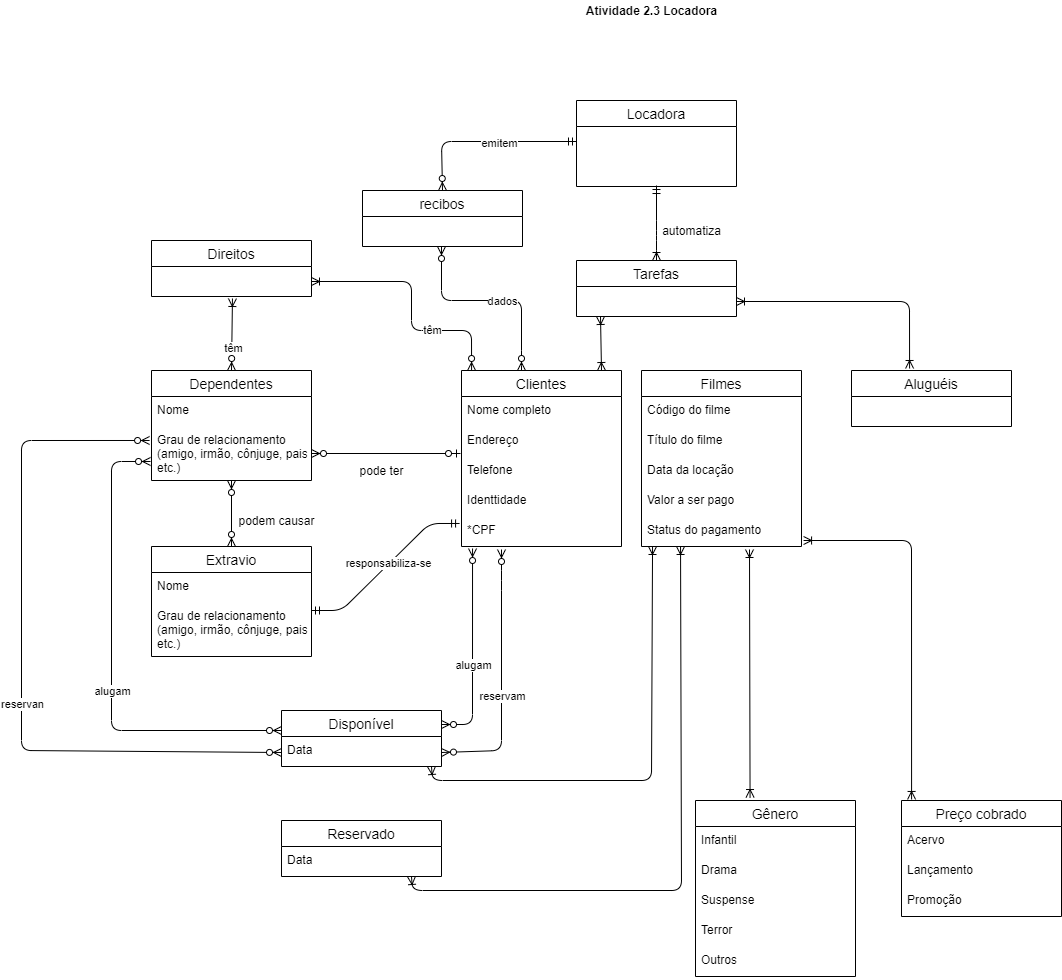 Atividade 2.3 Locadora
Locadora
emitem
recibos
automatiza
Direitos
Tarefas
dados
têm
têm
Dependentes
Nome
Grau de relacionamento
(amigo, irmão, cônjuge, pais
etc.)
Clientes
Nome completo
Endereço
Telefone
Identtidade
*CPF
Filmes
Código do filme
Título do filme
Data da locação
Valor a ser pago
Status do pagamento
Aluguéis
pode ter
podem causar
Extravio
Nome
Grau de relacionamento
(amigo, irmão, cônjuge, pais
etc.)
responsabiliza-se
alugam
reservam
alugam
reservan
Disponível
Data
Reservado
Data
Gênero
Infantil
Drama
Suspense
Terror
Outros
Preço cobrado
Acervo
Lançamento
Promoção